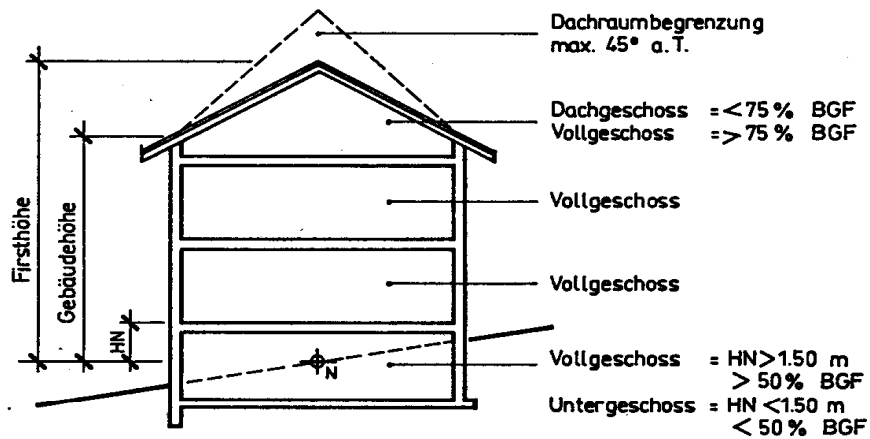 Dachraumbegrenzung
max. 45° a.T.
Dachgeschoss = < 75 % BGF
Vollgeschoss = > 75 % BGF
Vollgeschoss
Vollgeschoss
Vollgeschoss = HN > 1.50 m
> 50 % BGF
Untergeschoss = HN < 1.50 m
< 50 % BGF
Firsthöhe
Gebäudehöhe
HN
N